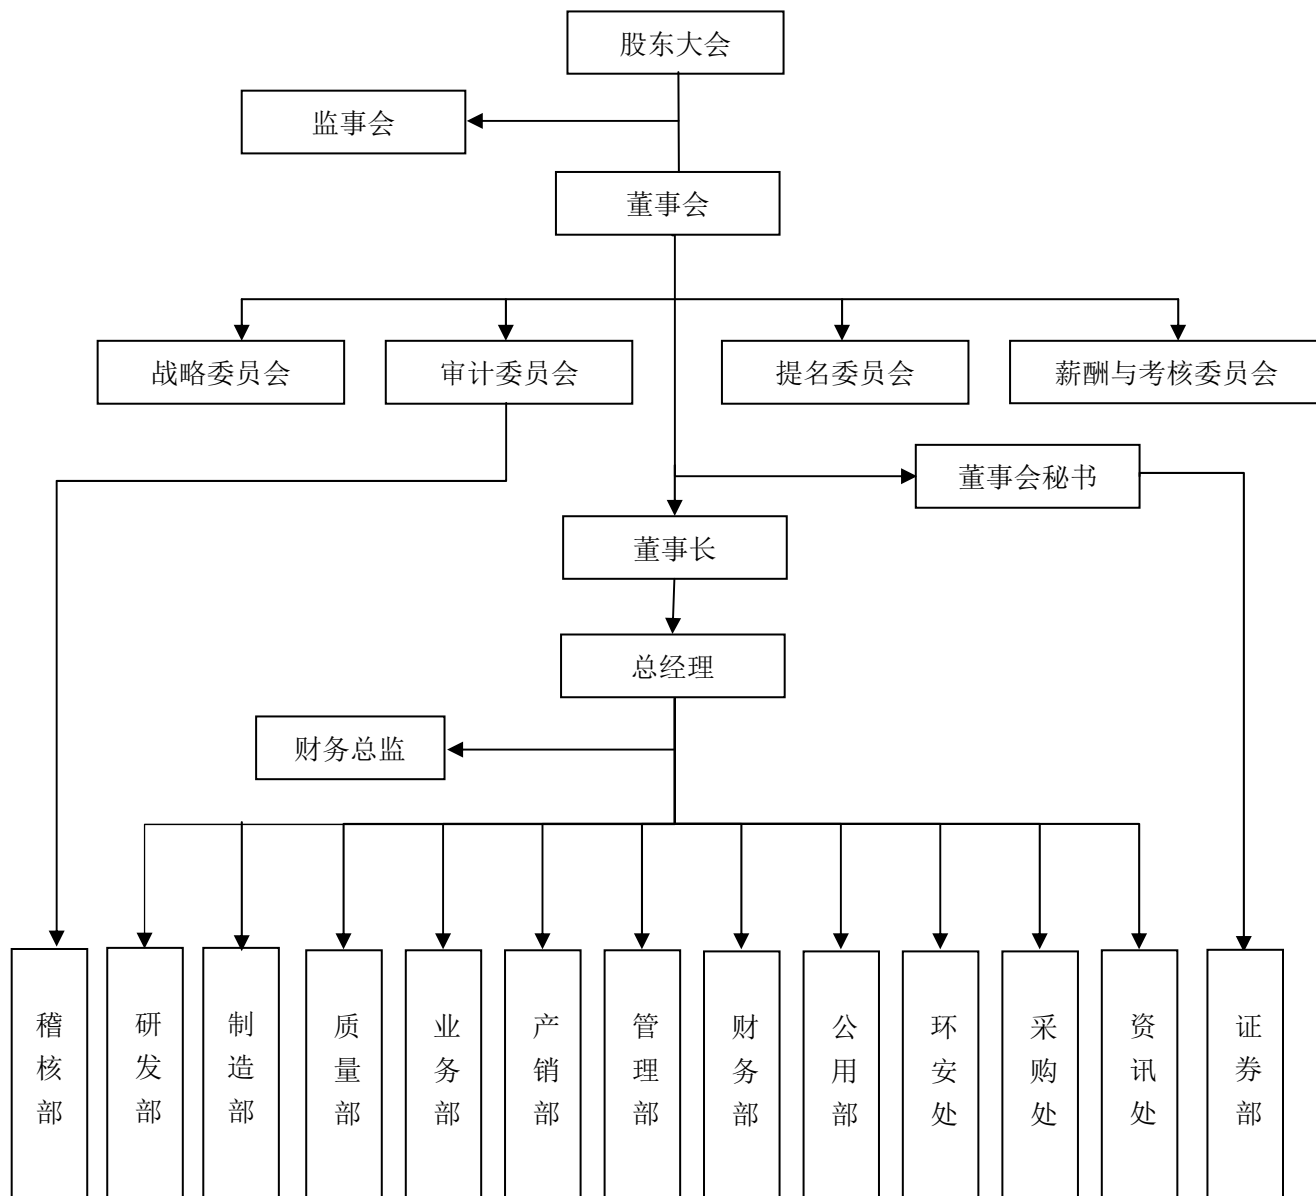 股东大会
监事会
董事会
战略委员会
审计委员会
提名委员会
薪酬与考核委员会
董事会秘书
董事长
总经理
财务总监
稽核部
研发部
制造部
质量部
业务部
产销部
管理部
财务部
公用部
环安处
采购处
资讯处
证券部